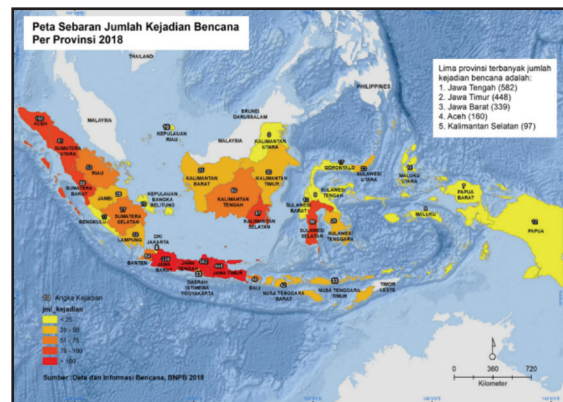 Peta Sebaran Jumlah Kejadian Bencana
Per Provinsi 2018
THAILAND
PHILIPPINES
Lima provinsi terbanyak jumlah
kejadian bencana adalah:
1. Jawa Tengah (582)
2. Jawa Timur (448)
3. Jawa Barat (339)
4. Aceh (160)
5. Kalimantan Selatan (97)
MALAYSIA
BRUNEI
DARUSSALAM
MALAYSIA
ACEH
SUMATERA
UTARA
KEPULAUAN
RIAU
RIAU
SUMATERA
BARAT
JAMBI
KEPULAUAN
BANGKA
BELITUNG
BENGKULU
SUMATERA
SELATAN
LAMPUNG
KALIMANTAN
UTARA
KALIMANTAN
BARAT
KALIMANTAN
TIMUR
KALIMANTAN
TENGAH
KALIMANTAN
SELATAN
GORONTALO
SULAWESI
UTARA
SULAWESI
TENGAH
SULAWESI
BARAT
SULAWESI
SELATAN
SULAWESI
TENGGARA
MALUKU
UTARA
MALUKU
PAPUA
BARAT
PAPUA
DKI
JAKARTA
BANTEN
JAWA
BARAT
JAWA
TENGAH
JAWA TIMUR
DAERAH
ISTIMEWA
YOGYAKARTA
BALI
NUSA TENGGARA
BARAT
NUSA TENGGARA
TIMUR
TIMOR
LESTE
Angka Kejadian
jml_kejadian
< 25
25 - 50
51 - 75
75 - 100
> 100
Sumber : Data dan Informasi Bencana, BNPB 2018
0 360 720
Kilometer